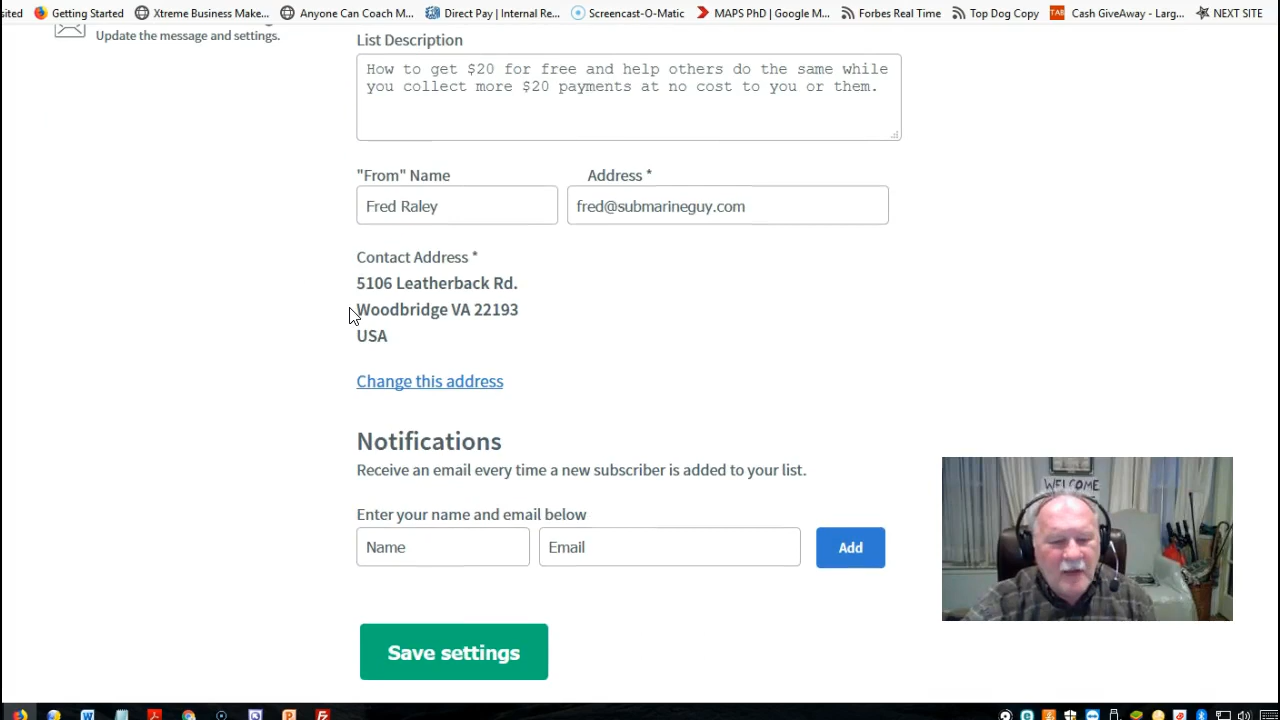 sited Getting Started Xtreme Business Make... Anyone Can Coach M... Direct Pay | Internal Re... Screencast-O-Matic MAPS PoD | Google M... Forbes Real Time Top Dog Copy TAE Cash GiveAway - Larg... NEXT SITE
Update the message and settings.
List Description
How to get $20 for free and help others do the same while
you collect more $20 payments at no cost to you or them.
"From" Name Address *
Fred Raley fred@submarineguy.com
Contact Address *
5106 Leatherback Rd.
Woodbridge VA 22193
USA
Change this address
Notifications
Receive an email every time a new subscriber is added to your list.
WELCOME
Enter your name and email below
Name Email Add
Save settings